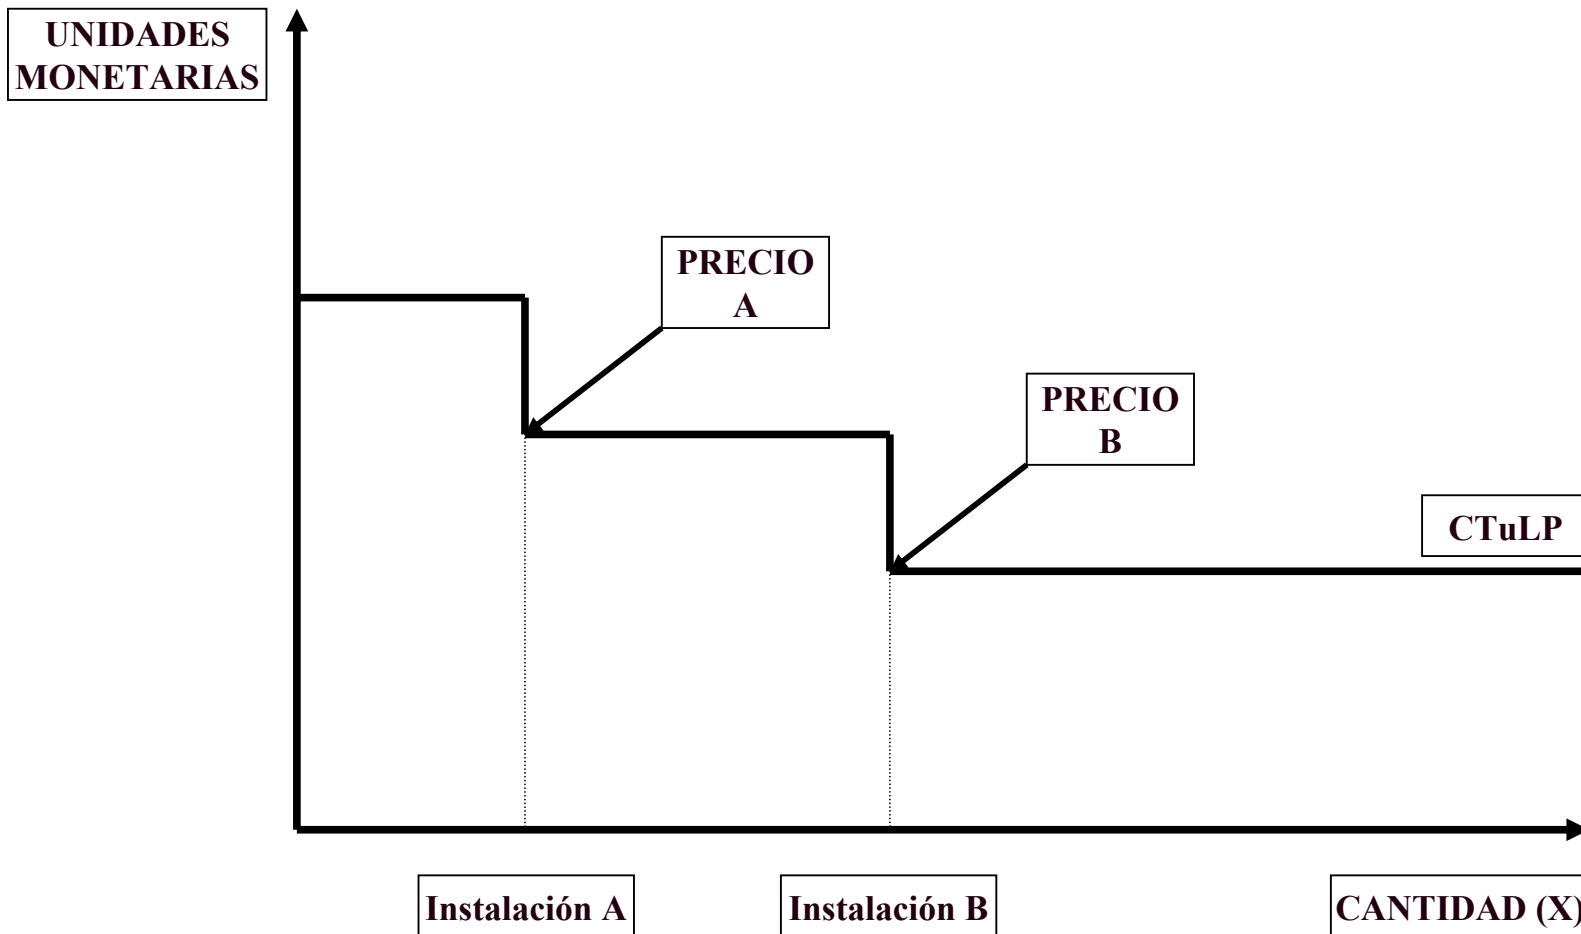 UNIDADES
MONETARIAS
PRECIO
A
PRECIO
B
CTuLP
Instalación A
Instalación B
CANTIDAD (X)